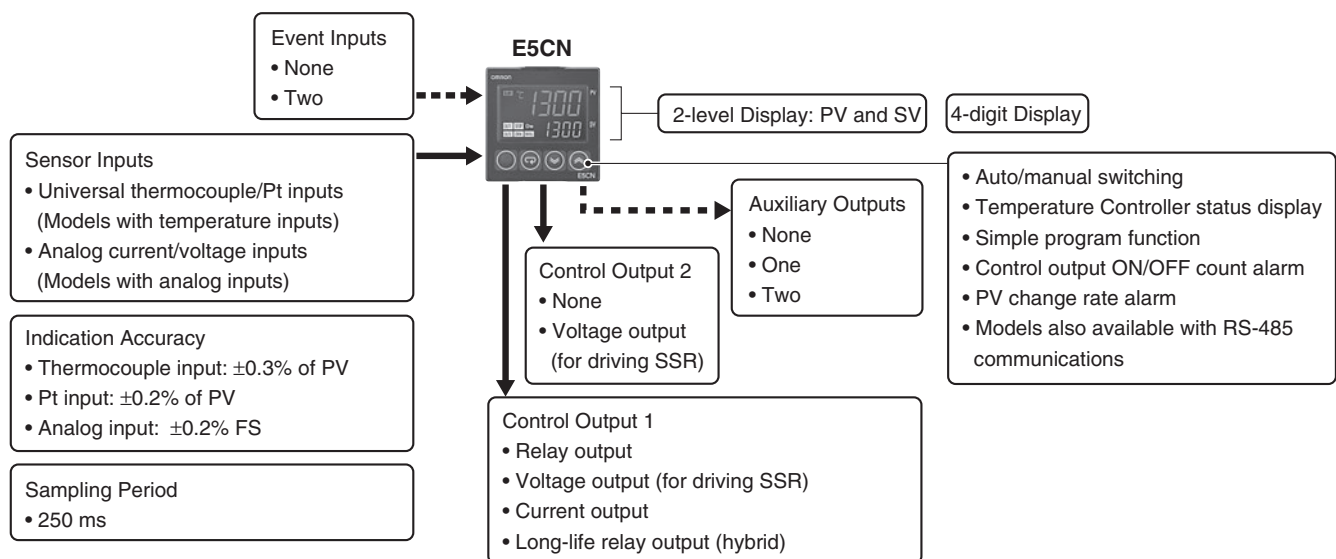 Event Inputs
• None
• Two
E5CN
OMRON
°C
1300
PV
1300
SV
E5CN
2-level Display: PV and SV
4-digit Display
Sensor Inputs
• Universal thermocouple/Pt inputs
(Models with temperature inputs)
• Analog current/voltage inputs
(Models with analog inputs)
• Auto/manual switching
• Temperature Controller status display
• Simple program function
• Control output ON/OFF count alarm
• PV change rate alarm
• Models also available with RS-485
communications
Auxiliary Outputs
• None
• One
• Two
Control Output 2
• None
• Voltage output
(for driving SSR)
Indication Accuracy
• Thermocouple input: ±0.3% of PV
• Pt input: ±0.2% of PV
• Analog input: ±0.2% FS
Control Output 1
• Relay output
• Voltage output (for driving SSR)
• Current output
• Long-life relay output (hybrid)
Sampling Period
• 250 ms